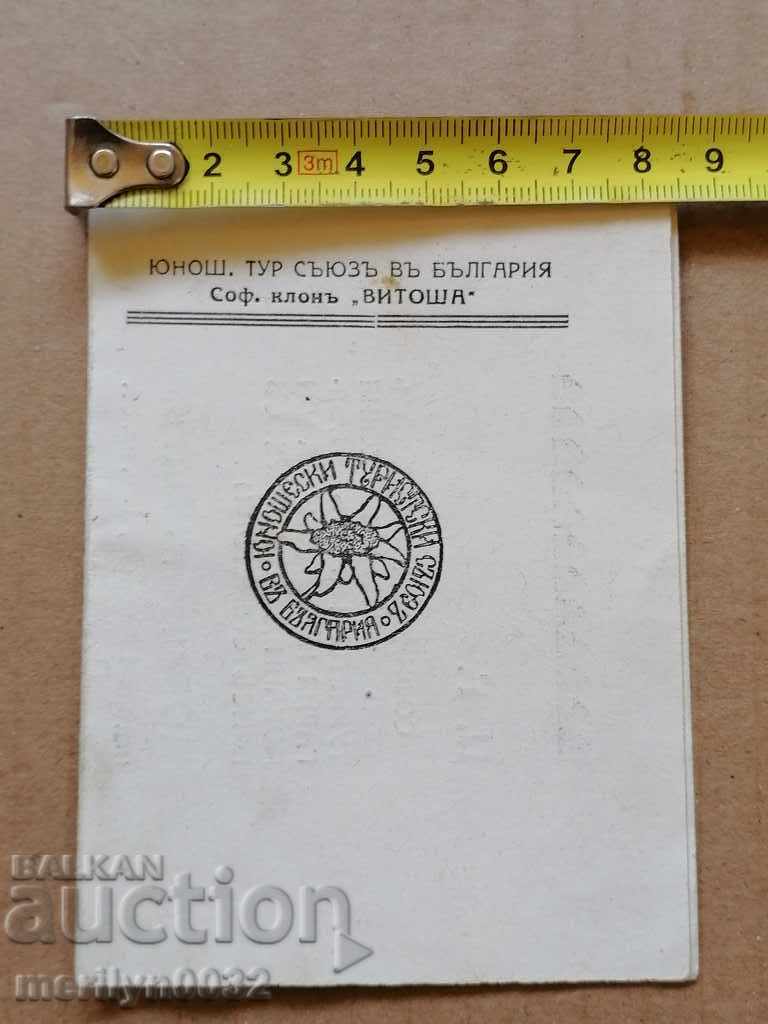 2 3 3m 4 5 6 7 8 9
ЮНОШ. ТУР СЪЮЗЪ ВЪ БЪЛГАРИЯ
Соф. клонъ „ВИТОША"
ЮНОШЕСКИ ТУРИСТСКИ СЪЮЗЪ
ВЪ БЪЛГАРИЯ
BALKAN
auction
merilyn0032